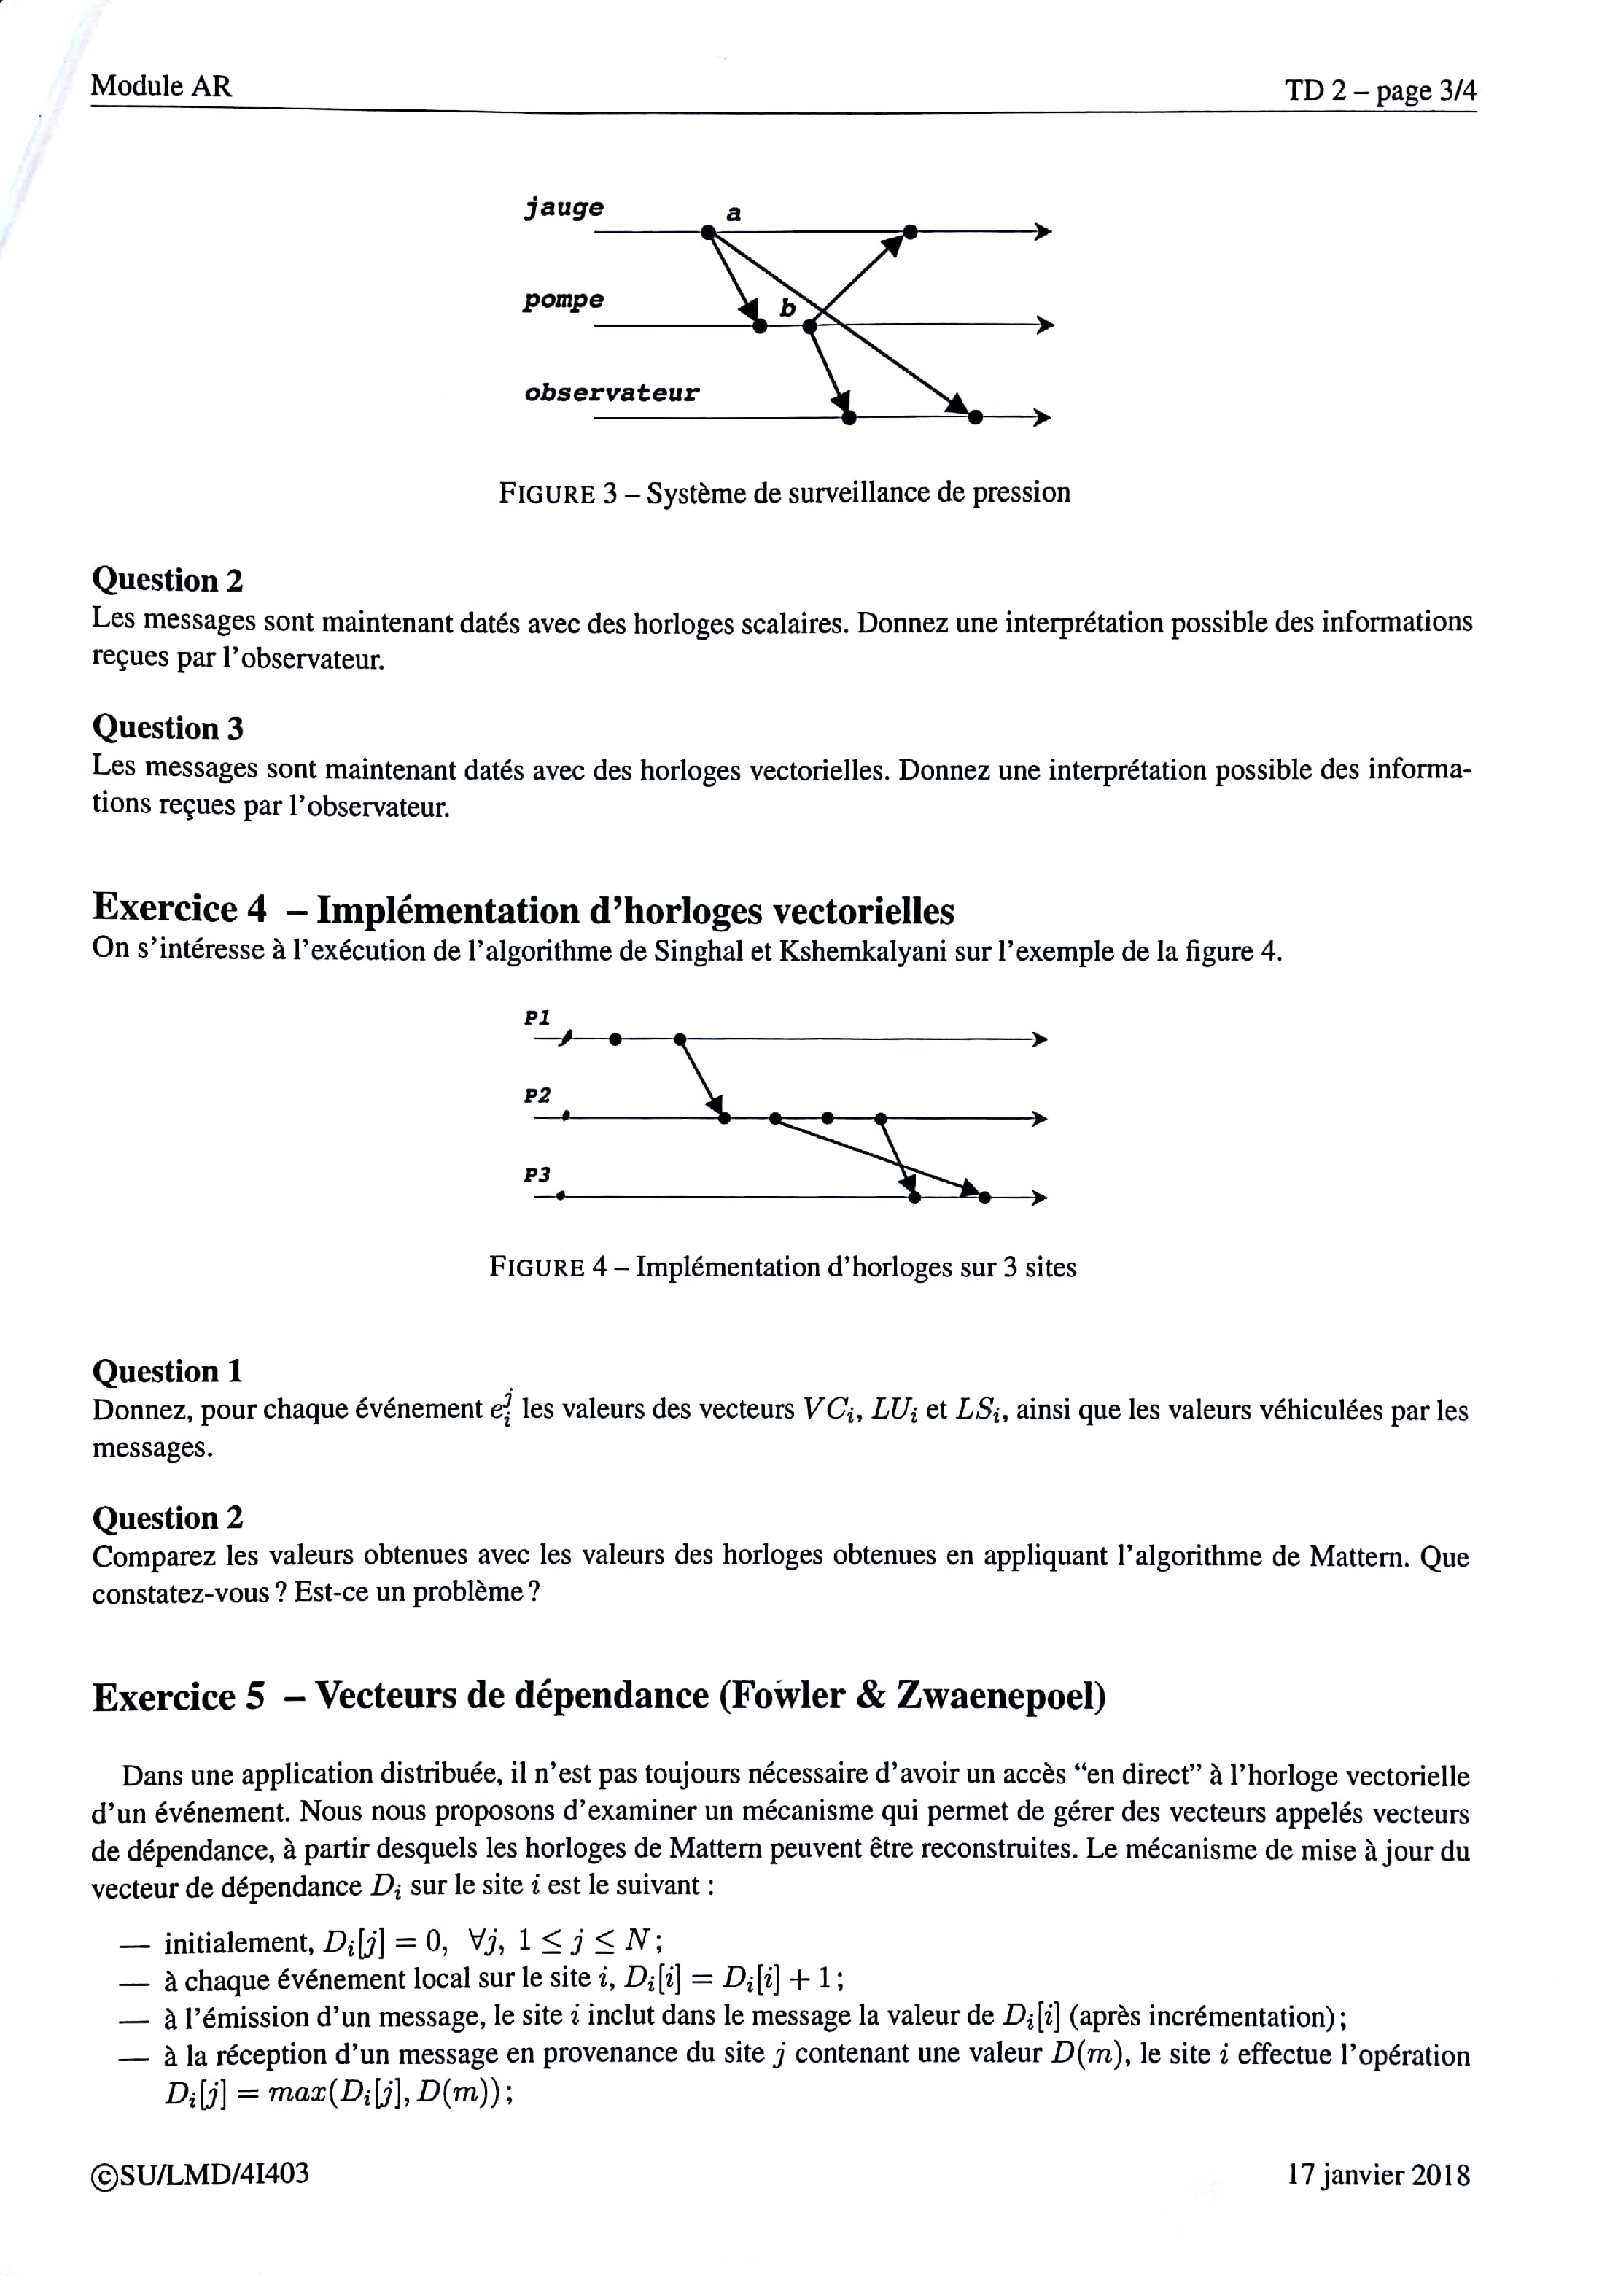 Module AR
TD 2 – page 3/4
jauge
a
pompe
b
observateur
FIGURE 3 – Système de surveillance de pression
Question 2
Les messages sont maintenant datés avec des horloges scalaires. Donnez une interprétation possible des informations
reçues par l'observateur.
Question 3
Les messages sont maintenant datés avec des horloges vectorielles. Donnez une interprétation possible des informa-
tions reçues par l'observateur.
Exercice 4 – Implémentation d'horloges vectorielles
On s'intéresse à l'exécution de l'algorithme de Singhal et Kshemkalyani sur l'exemple de la figure 4.
P1
P2
P3
FIGURE 4 – Implémentation d'horloges sur 3 sites
Question 1
Donnez, pour chaque événement $e_i^j$ les valeurs des vecteurs $VC_i$, $LU_i$ et $LS_i$, ainsi que les valeurs véhiculées par les
messages.
Question 2
Comparez les valeurs obtenues avec les valeurs des horloges obtenues en appliquant l'algorithme de Mattern. Que
constatez-vous ? Est-ce un problème ?
Exercice 5 – Vecteurs de dépendance (Fowler & Zwaenepoel)
Dans une application distribuée, il n'est pas toujours nécessaire d'avoir un accès “en direct” à l'horloge vectorielle
d'un événement. Nous nous proposons d'examiner un mécanisme qui permet de gérer des vecteurs appelés vecteurs
de dépendance, à partir desquels les horloges de Mattern peuvent être reconstruites. Le mécanisme de mise à jour du
vecteur de dépendance $D_i$ sur le site $i$ est le suivant :
— initialement, $D_i[j] = 0, \forall j, 1 \leq j \leq N$ ;
— à chaque événement local sur le site $i$, $D_i[i] = D_i[i] + 1$ ;
— à l'émission d'un message, le site $i$ inclut dans le message la valeur de $D_i[i]$ (après incrémentation) ;
— à la réception d'un message en provenance du site $j$ contenant une valeur $D(m)$, le site $i$ effectue l'opération
$D_i[j] = max(D_i[j], D(m))$ ;
©SU/LMD/4I403
17 janvier 2018